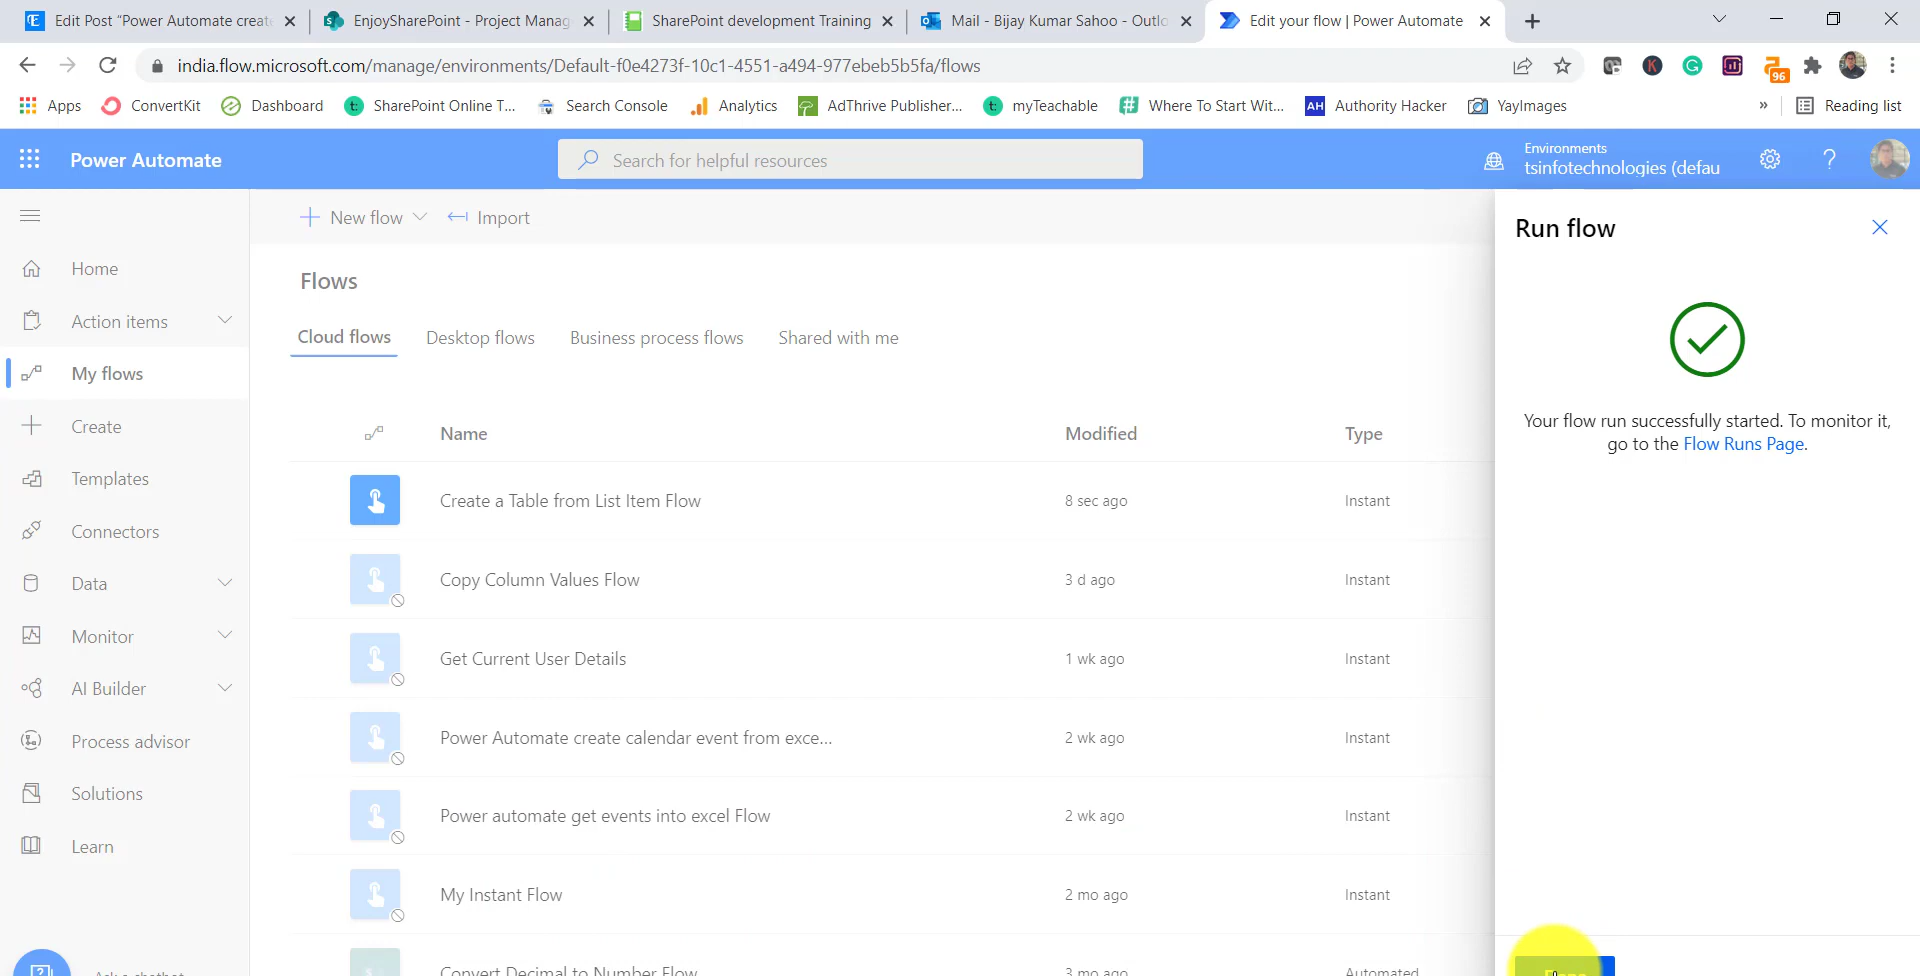 Edit Post “Power Automate creat
EnjoySharePoint - Project Manag
SharePoint development Training
Mail - Bijay Kumar Sahoo - Outlo
Edit your flow | Power Automate
india.flow.microsoft.com/manage/environments/Default-f0e4273f-10c1-4551-a494-977ebeb5b5fa/flows
96
Apps
ConvertKit
Dashboard
SharePoint Online T...
Search Console
Analytics
AdThrive Publisher...
myTeachable
Where To Start Wit...
AH Authority Hacker
YayImages
»
Reading list
Power Automate
Search for helpful resources
Environments
tsinfotechnologies (defau
?
Home
Action items
My flows
Create
Templates
Connectors
Data
Monitor
AI Builder
Process advisor
Solutions
Learn
Ask a chatbot
New flow
Import
Flows
Cloud flows
Desktop flows
Business process flows
Shared with me
Name Modified Type
Create a Table from List Item Flow 8 sec ago Instant
Copy Column Values Flow 3 d ago Instant
Get Current User Details 1 wk ago Instant
Power Automate create calendar event from exce... 2 wk ago Instant
Power automate get events into excel Flow 2 wk ago Instant
My Instant Flow 2 mo ago Instant
Convert Decimal to Number Flow 3 mo ago Automated
Run flow
Your flow run successfully started. To monitor it,
go to the Flow Runs Page.
Done